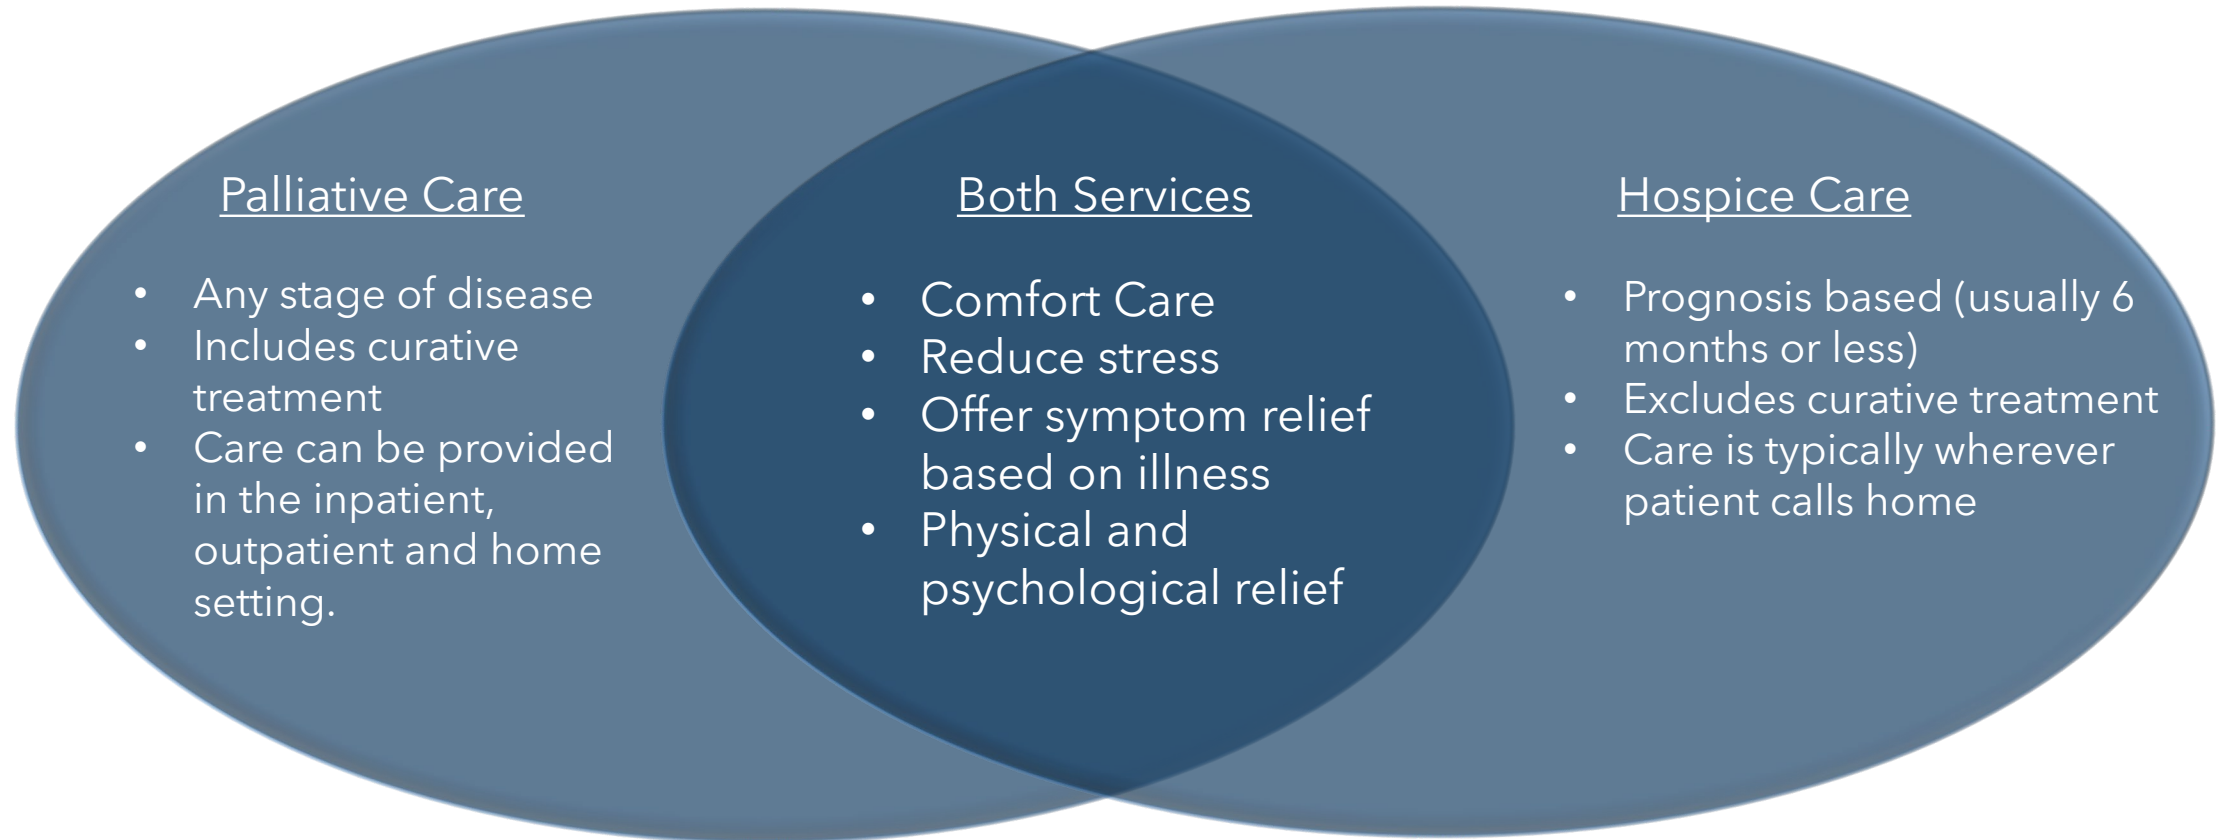 Palliative Care
• Any stage of disease
• Includes curative
treatment
• Care can be provided
in the inpatient,
outpatient and home
setting.
Both Services
• Comfort Care
• Reduce stress
• Offer symptom relief
based on illness
• Physical and
psychological relief
Hospice Care
• Prognosis based (usually 6
months or less)
• Excludes curative treatment
• Care is typically wherever
patient calls home